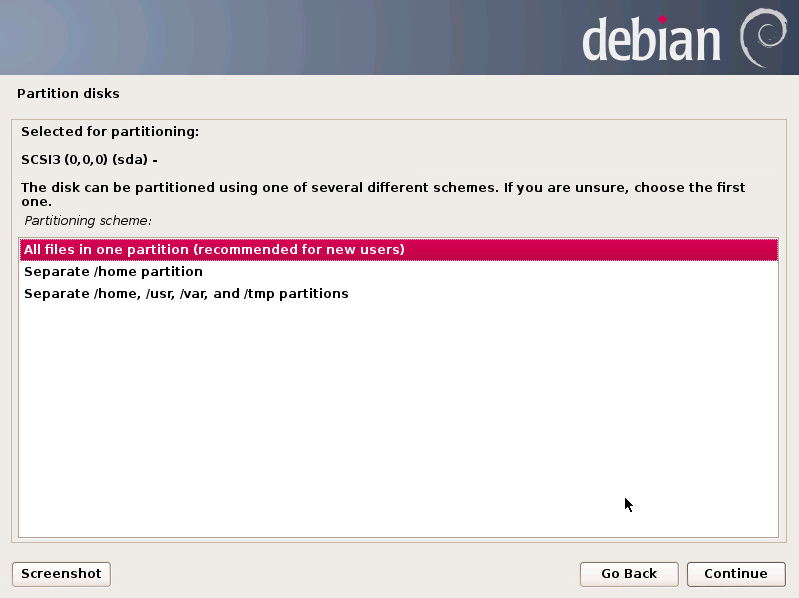 debian
Partition disks
Selected for partitioning:
SCSI3 (0,0,0) (sda) -
The disk can be partitioned using one of several different schemes. If you are unsure, choose the first
one.
Partitioning scheme:
All files in one partition (recommended for new users)
Separate /home partition
Separate /home, /usr, /var, and /tmp partitions
Screenshot
Go Back
Continue